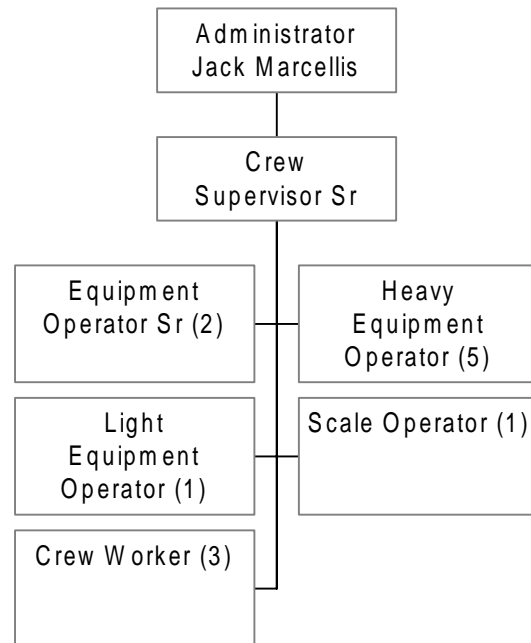 Administrator
Jack Marcellis
Crew
Supervisor Sr
Equipment
Operator Sr (2)
Heavy
Equipment
Operator (5)
Light
Equipment
Operator (1)
Scale Operator (1)
Crew Worker (3)